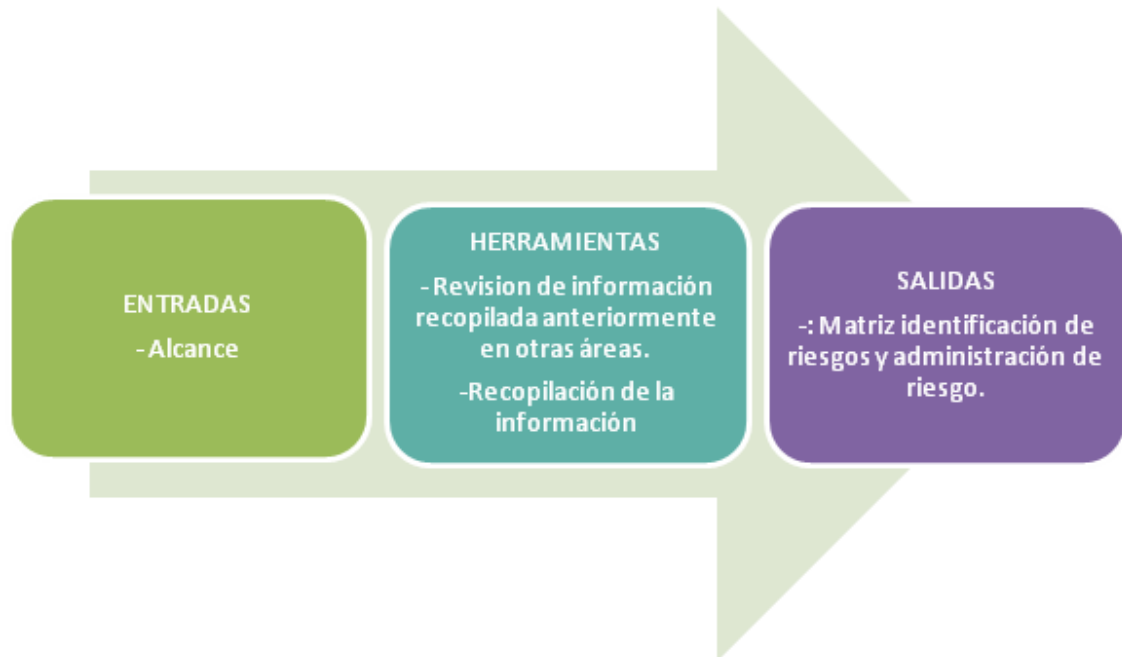 ENTRADAS
- Alcance
HERRAMIENTAS
- Revision de información
recopilada anteriormente
en otras áreas.
-Recopilación de la
información
SALIDAS
-: Matriz identificación de
riesgos y administración de
riesgo.